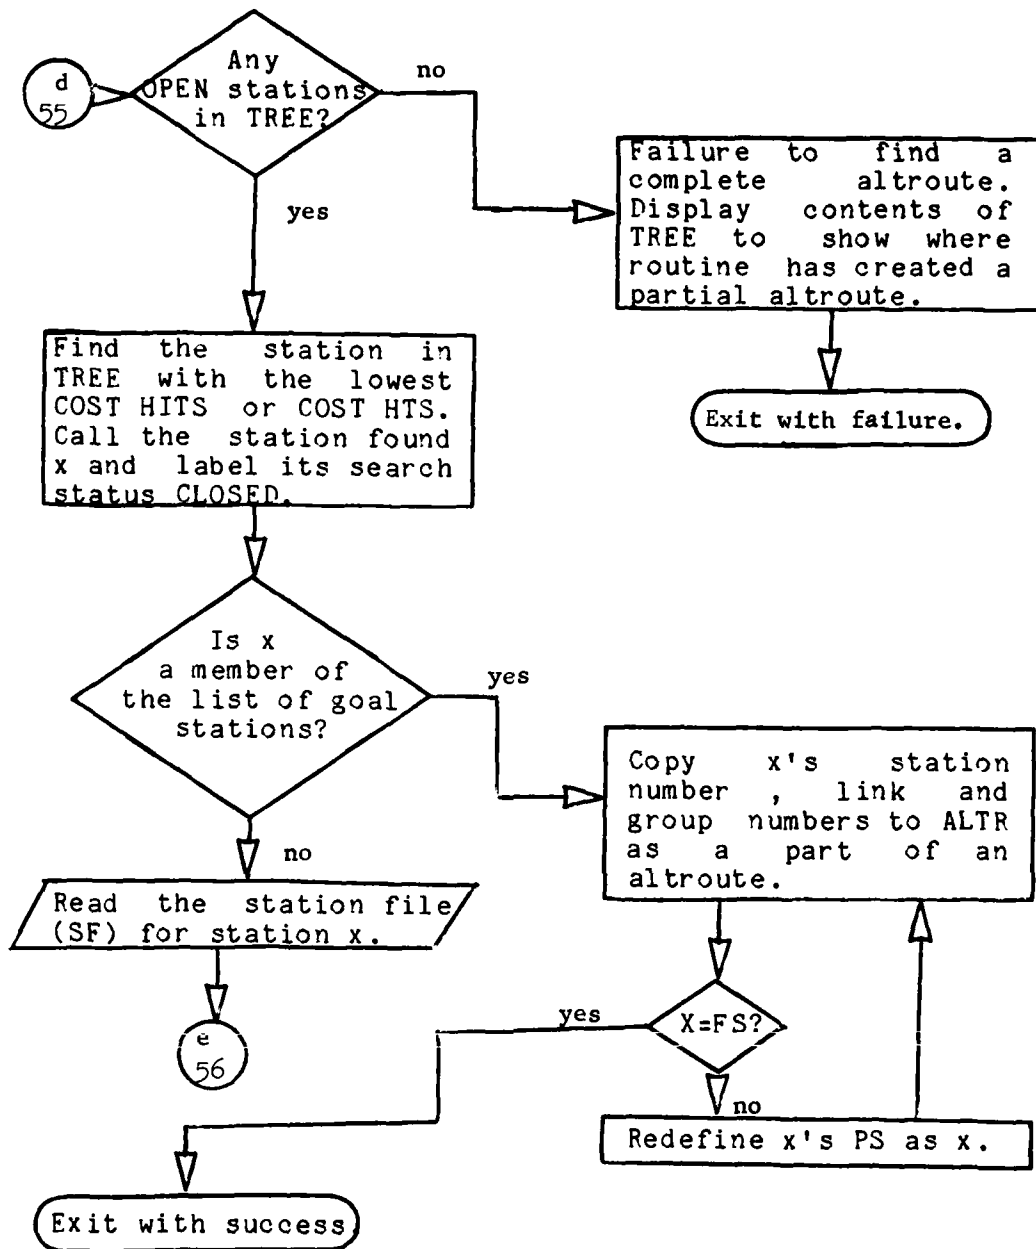 d
55
Any
OPEN stations
in TREE?
no
yes
Failure to find a
complete altroute.
Display contents of
TREE to show where
routine has created a
partial altroute.
Exit with failure.
Find the station in
TREE with the lowest
COST HITS or COST HTS.
Call the station found
x and label its search
status CLOSED.
Is x
a member of
the list of goal
stations?
yes
no
Copy x's station
number , link and
group numbers to ALTR
as a part of an
altroute.
Read the station file
(SF) for station x.
e
56
X=FS?
yes
no
Redefine x's PS as x.
Exit with success.